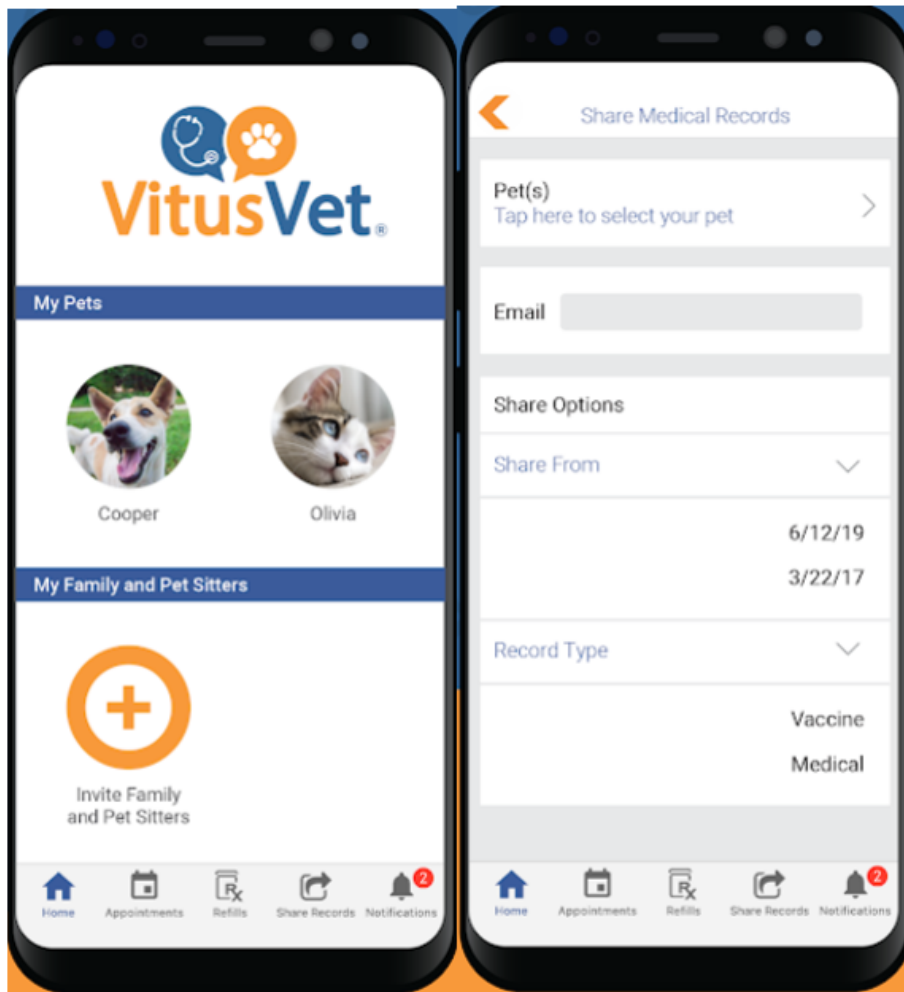 VitusVet®
My Pets
Cooper
Olivia
My Family and Pet Sitters
Invite Family
and Pet Sitters
Home
Appointments
Refills
Share Records
Notifications
2
Share Medical Records
Pet(s)
Tap here to select your pet
Email
Share Options
Share From
6/12/19
3/22/17
Record Type
Vaccine
Medical
Home
Appointments
Refills
Share Records
Notifications
2